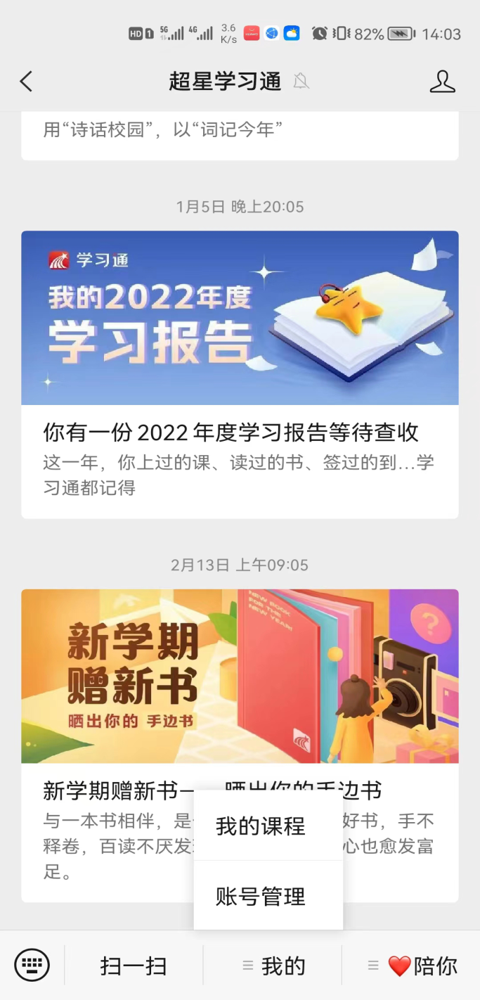 HD 1 5G 4G 3.6 K/s HUAWEI 82% 14:03
超星学习通
用“诗话校园”，以“词记今年”
1月5日 晚上20:05
学习通
我的2022年度
学习报告
你有一份 2022 年度学习报告等待查收
这一年，你上过的课、读过的书、签过的到...学
习通都记得
2月13日 上午09:05
NEW BOOK
FOR THE
NEW YEAR!
新学期
赠新书
晒出你的 手边书
新学期赠新书— 晒出你的手边书
与一本书相伴，是 好书，手不
释卷，百读不厌发 心也愈发富
足。
我的课程
账号管理
扫一扫
我的
❤️陪你